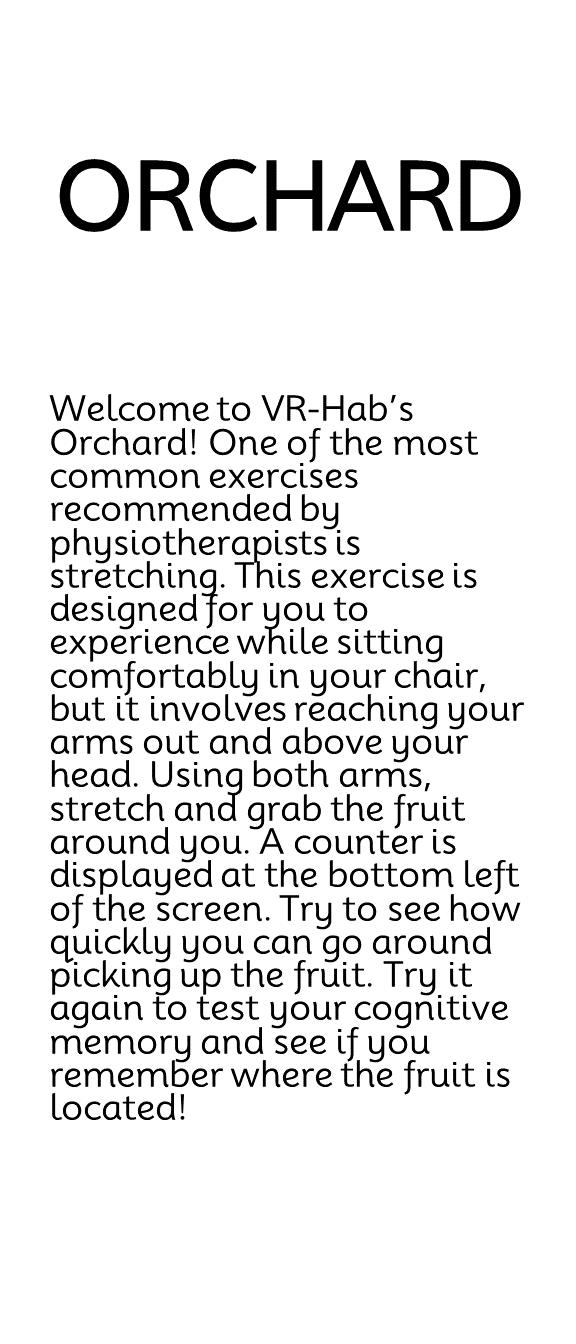 ORCHARD
Welcome to VR-Hab’s
Orchard! One of the most
common exercises
recommended by
physiotherapists is
stretching. This exercise is
designed for you to
experience while sitting
comfortably in your chair,
but it involves reaching your
arms out and above your
head. Using both arms,
stretch and grab the fruit
around you. A counter is
displayed at the bottom left
of the screen. Try to see how
quickly you can go around
picking up the fruit. Try it
again to test your cognitive
memory and see if you
remember where the fruit is
located!